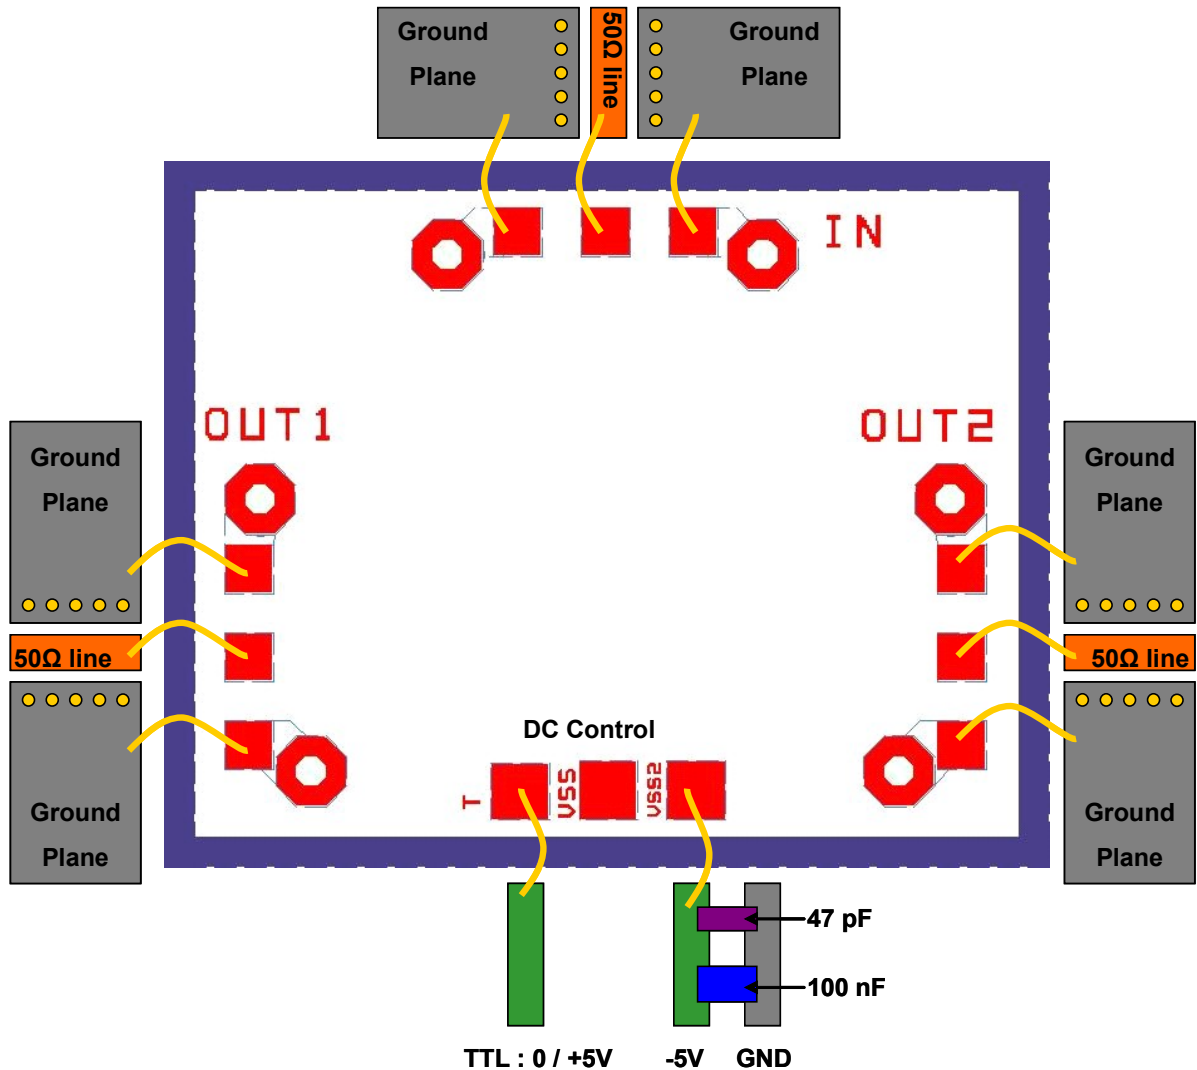 Ground
Plane
50Ω line
Ground
Plane
IN
OUT1
OUT2
Ground
Plane
Ground
Plane
50Ω line
50Ω line
DC Control
T
VSS
VSS2
Ground
Plane
Ground
Plane
47 pF
100 nF
TTL : 0 / +5V
-5V
GND